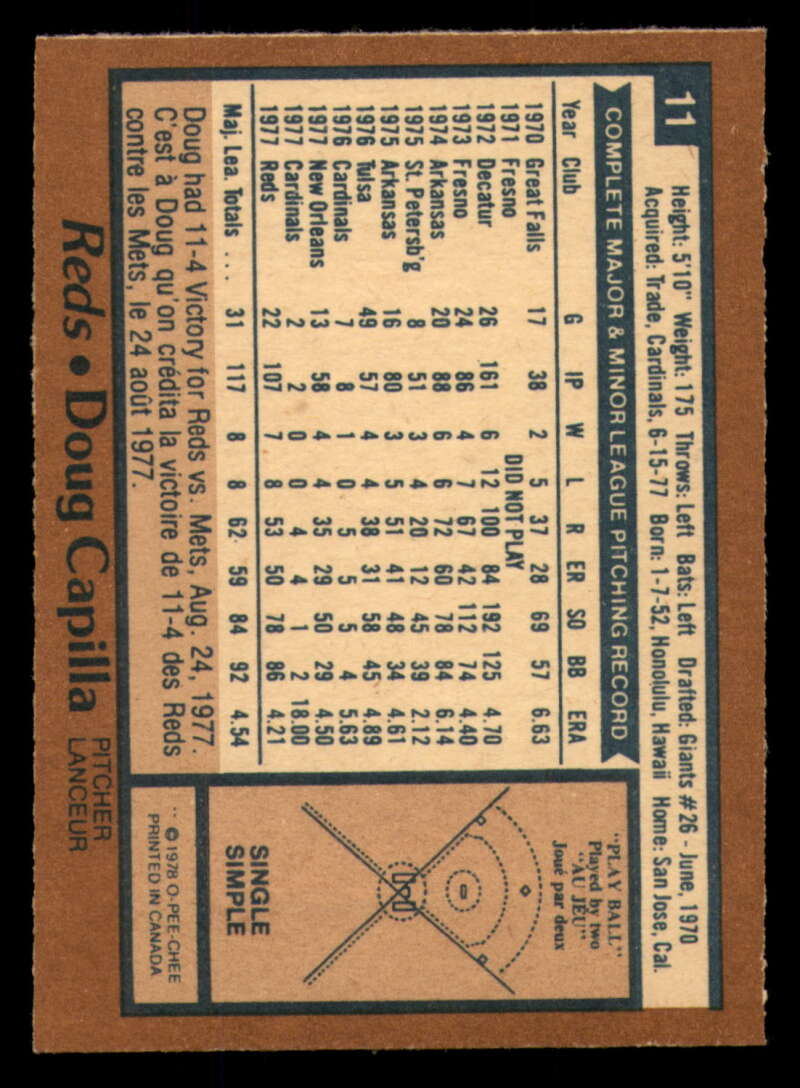 11
Height: 5'10" Weight: 175 Throws: Left Bats: Left Drafted: Giants #26 - June, 1970
Acquired: Trade, Cardinals, 6-15-77 Born: 1-7-52, Honolulu, Hawaii Home: San Jose, Cal.
COMPLETE MAJOR & MINOR LEAGUE PITCHING RECORD
Year Club G IP W L R ER SO BB ERA
1970 Great Falls 17 38 2 5 37 28 69 57 6.63
1971 Fresno DID NOT PLAY
1972 Decatur 26 161 6 12 100 84 192 125 4.70
1973 Fresno 24 86 4 7 67 42 112 74 4.40
1974 Arkansas 20 88 6 6 72 60 78 84 6.14
1975 St. Petersb'g 8 51 3 4 20 12 45 39 2.12
1975 Arkansas 16 80 3 5 51 41 48 34 4.61
1976 Tulsa 49 57 4 4 38 31 58 45 4.89
1976 Cardinals 7 8 1 0 5 5 5 4 5.63
1977 New Orleans 13 58 4 4 35 29 50 29 4.50
1977 Cardinals 2 2 0 0 4 4 1 2 18.00
1977 Reds 22 107 7 8 53 50 78 86 4.21
Maj. Lea. Totals ... 31 117 8 8 62 59 84 92 4.54
Doug had 11-4 Victory for Reds vs. Mets, Aug. 24, 1977.
C'est à Doug qu'on crédita la victoire de 11-4 des Reds
contre les Mets, le 24 août 1977.
"PLAY BALL"
Played by two
"AU JEU"
Joué par deux
SINGLE
SIMPLE
** © 1978 O-PEE-CHEE
PRINTED IN CANADA
Reds • Doug Capilla PITCHER
LANCEUR